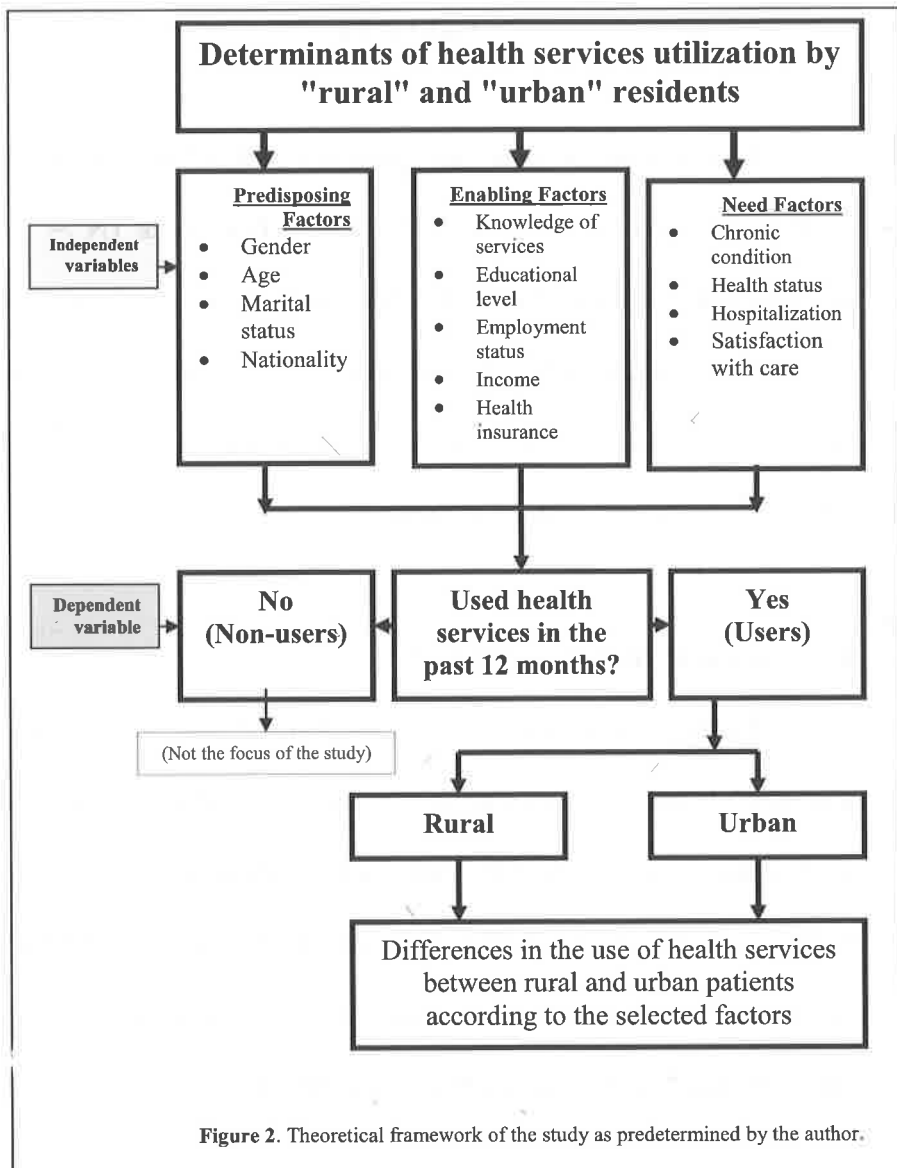 Determinants of health services utilization by
"rural" and "urban" residents
Independent
variables
Predisposing
Factors
• Gender
• Age
• Marital
status
• Nationality
Enabling Factors
• Knowledge of
services
• Educational
level
• Employment
status
• Income
• Health
insurance
Need Factors
• Chronic
condition
• Health status
• Hospitalization
• Satisfaction
with care
Dependent
variable
No
(Non-users)
Used health
services in the
past 12 months?
Yes
(Users)
(Not the focus of the study)
Rural
Urban
Differences in the use of health services
between rural and urban patients
according to the selected factors
Figure 2. Theoretical framework of the study as predetermined by the author.